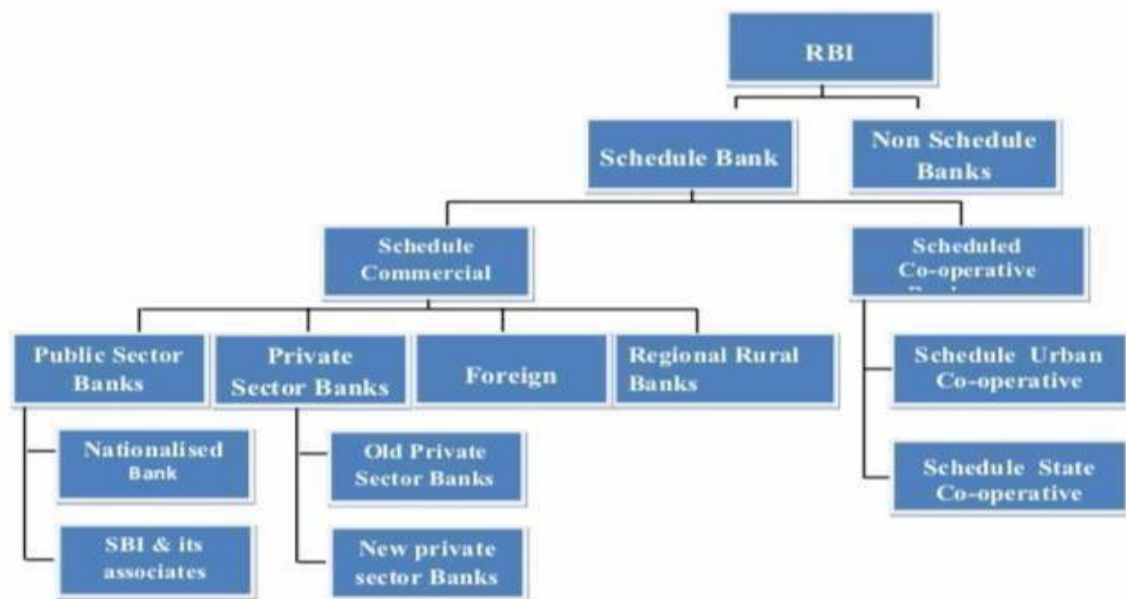 RBI
Schedule Bank
Non Schedule
Banks
Schedule
Commercial
Scheduled
Co-operative
Public Sector
Banks
Private
Sector Banks
Foreign
Regional Rural
Banks
Schedule Urban
Co-operative
Nationalised
Bank
Old Private
Sector Banks
Schedule State
Co-operative
SBI & its
associates
New private
sector Banks